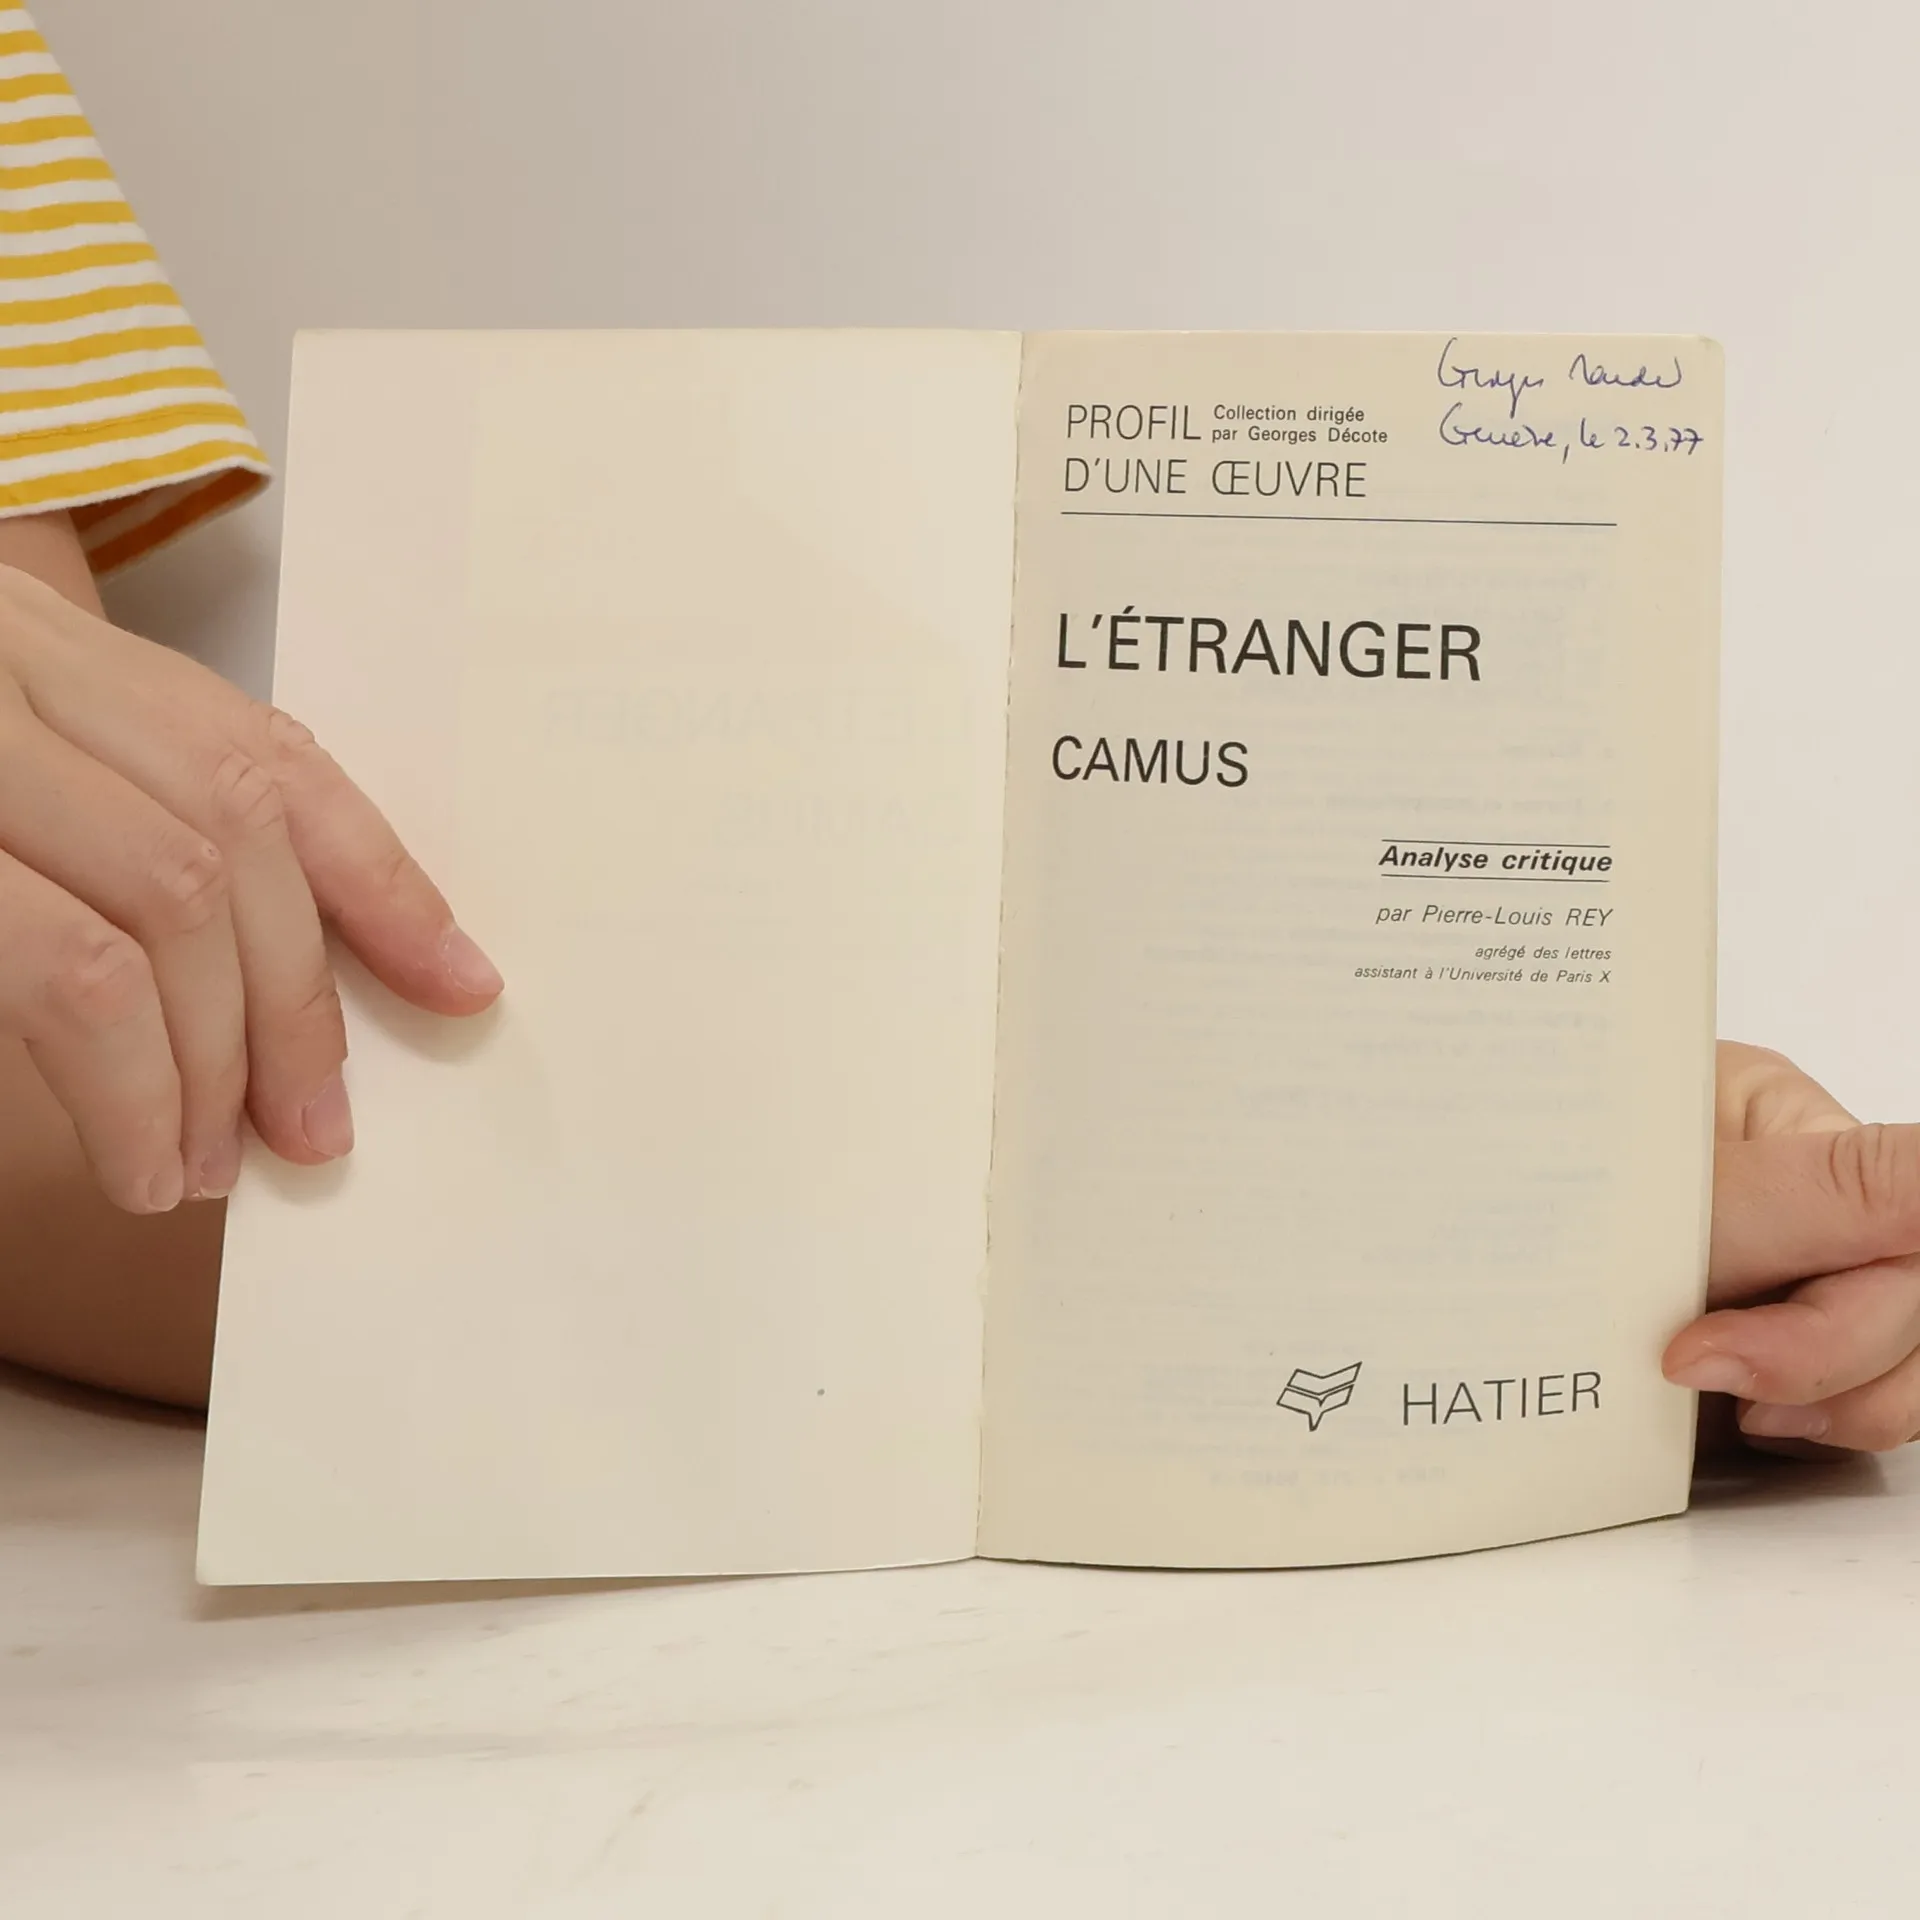 Georges
Genève, le 2.3.77
PROFIL Collection dirigée
par Georges Décote
D'UNE ŒUVRE
L'ÉTRANGER
CAMUS
Analyse critique
par Pierre-Louis REY
agrégé des lettres
assistant à l'Université de Paris X
HATIER